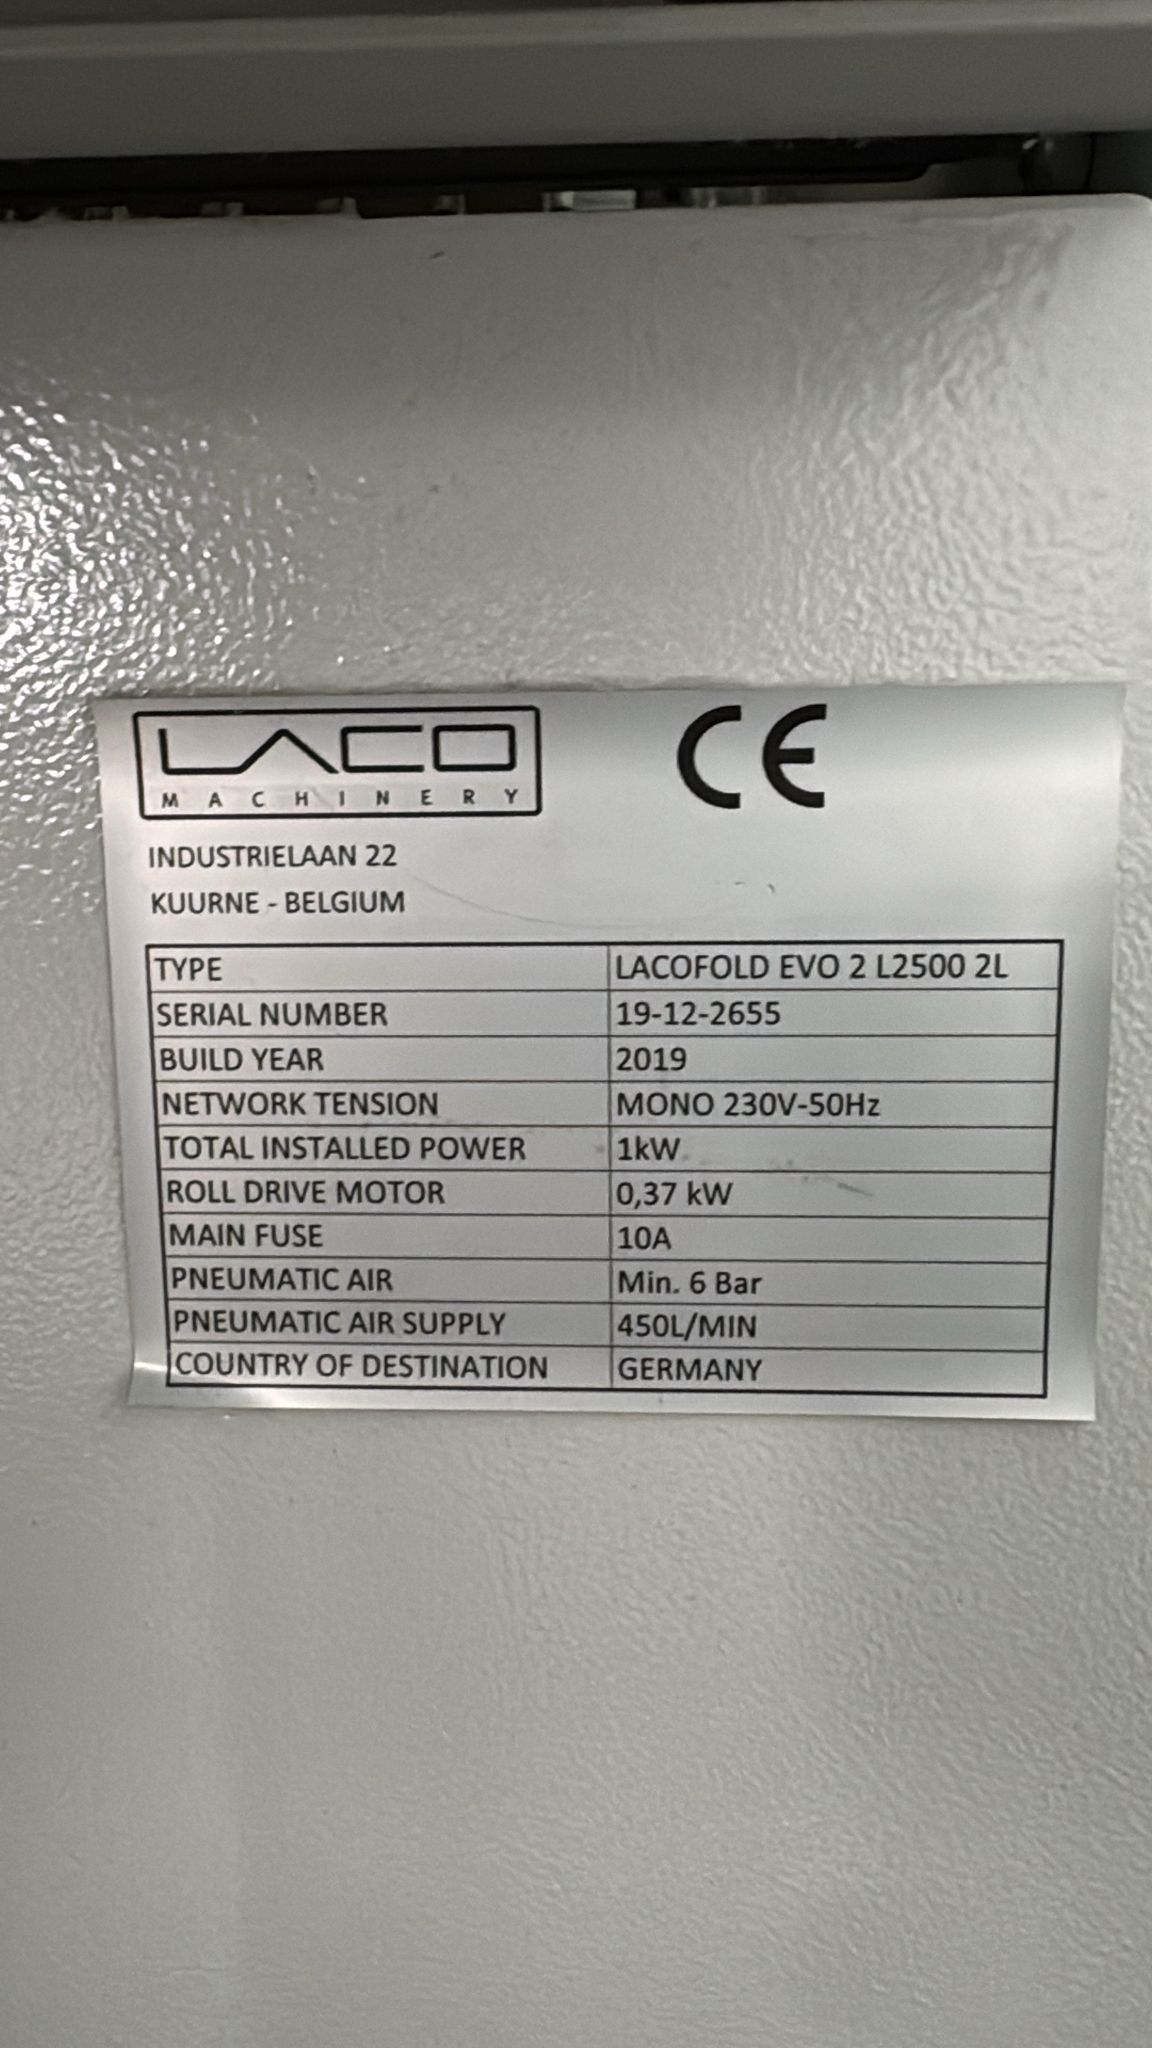 LACO
MACHINERY
CE
INDUSTRIELAAN 22
KUURNE - BELGIUM
TYPE LACOFOLD EVO 2 L2500 2L
SERIAL NUMBER 19-12-2655
BUILD YEAR 2019
NETWORK TENSION MONO 230V-50Hz
TOTAL INSTALLED POWER 1kW
ROLL DRIVE MOTOR 0,37 kW
MAIN FUSE 10A
PNEUMATIC AIR Min. 6 Bar
PNEUMATIC AIR SUPPLY 450L/MIN
COUNTRY OF DESTINATION GERMANY